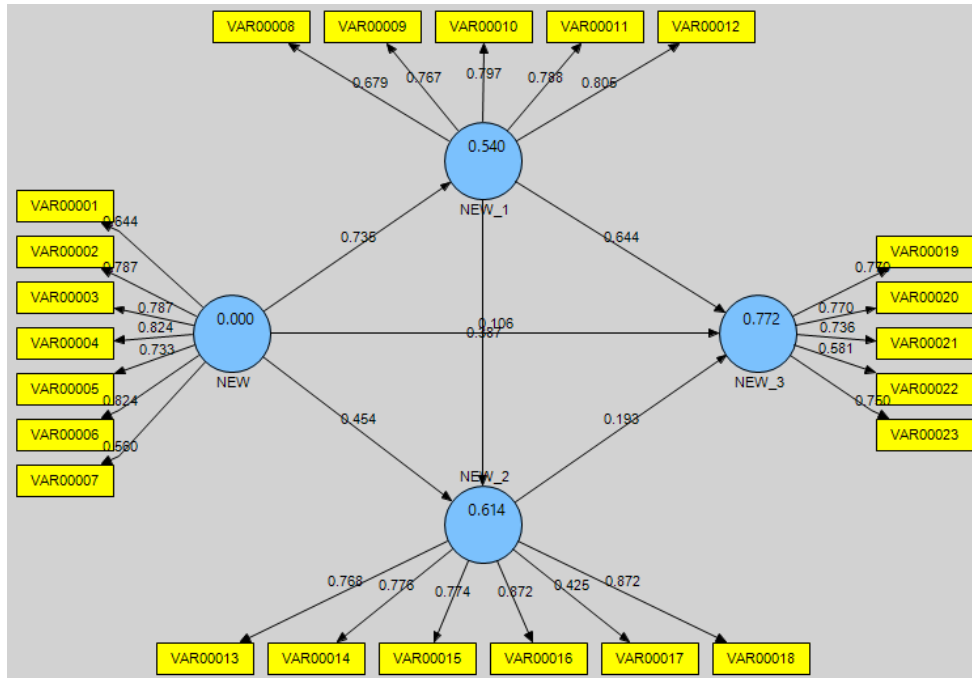 VAR00008 VAR00009 VAR00010 VAR00011 VAR00012
0.679 0.767 0.797 0.788 0.805
0.540
NEW_1
VAR00001
0.644
VAR00002
0.787
VAR00003
0.787
VAR00004
0.824
VAR00005
0.733
VAR00006
0.824
VAR00007
0.560
0.000
NEW
0.735
0.644
0.106
0.387
0.454
0.193
0.772
NEW_3
VAR00019
0.770
VAR00020
0.770
VAR00021
0.736
VAR00022
0.581
VAR00023
0.750
NEW_2
0.614
0.768 0.776 0.774 0.872 0.425 0.872
VAR00013 VAR00014 VAR00015 VAR00016 VAR00017 VAR00018